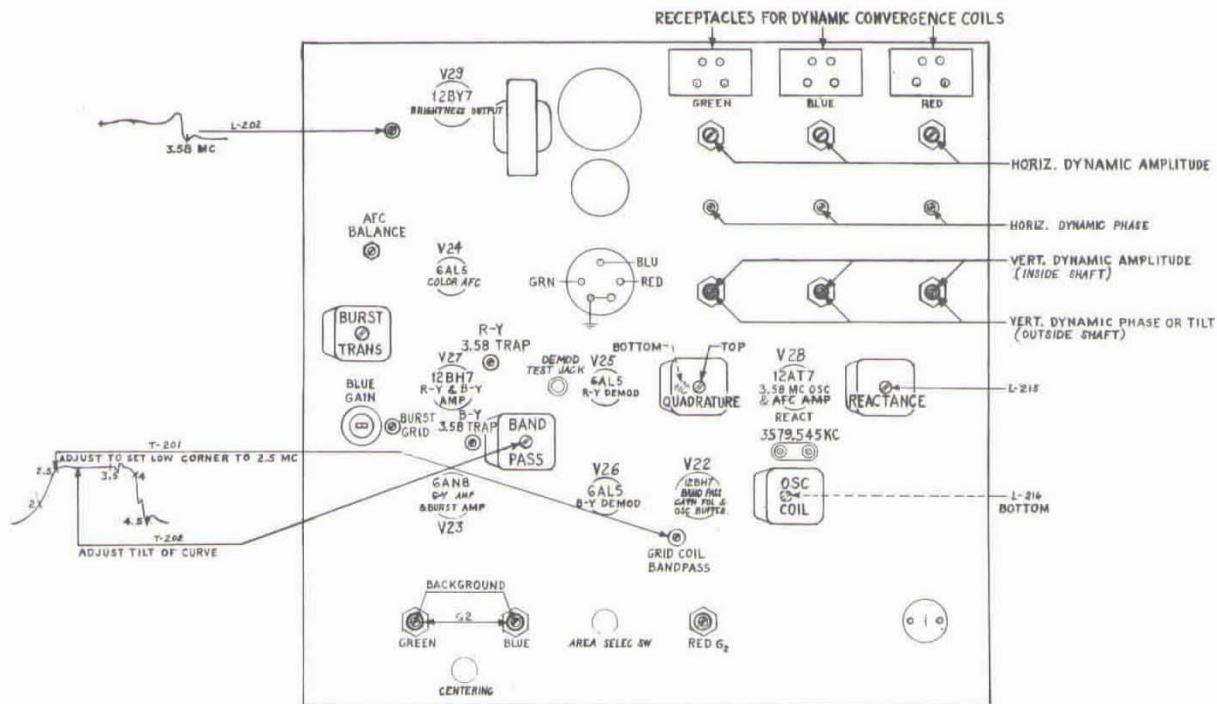 RECEPTACLES FOR DYNAMIC CONVERGENCE COILS
GREEN
BLUE
RED
V29
12BY7
BRIGHTNESS OUTPUT
L-202
3.58 MC
HORIZ. DYNAMIC AMPLITUDE
HORIZ. DYNAMIC PHASE
AFC
BALANCE
V24
6AL5
COLOR AFC
BLU
GRN
RED
VERT. DYNAMIC AMPLITUDE
(INSIDE SHAFT)
VERT. DYNAMIC PHASE OR TILT
(OUTSIDE SHAFT)
BURST
TRANS
R-Y
3.58 TRAP
V27
12BH7
R-Y & B-Y
AMP
DEMOD
TEST JACK
V25
6AL5
R-Y DEMOD
BOTTOM
TOP
QUADRATURE
V28
12AT7
3.58 MC OSC
& AFC AMP
REACT
REACTANCE
L-215
BLUE
GAIN
BURST
GRID
B-Y
3.58 TRAP
BAND
PASS
3579.545KC
T-201
ADJUST TO SET LOW CORNER TO 2.5 MC
2.5
3.5
4
2
4.5
T-202
ADJUST TILT OF CURVE
6AN8
G-Y AMP
& BURST AMP
V23
V26
6AL5
B-Y DEMOD
V22
12BH7
BAND PASS
CATH FOL &
OSC BUFFER
OSC
COIL
L-216
BOTTOM
GRID COIL
BANDPASS
BACKGROUND
G2
GREEN
BLUE
AREA SELEC SW
RED G2
CENTERING